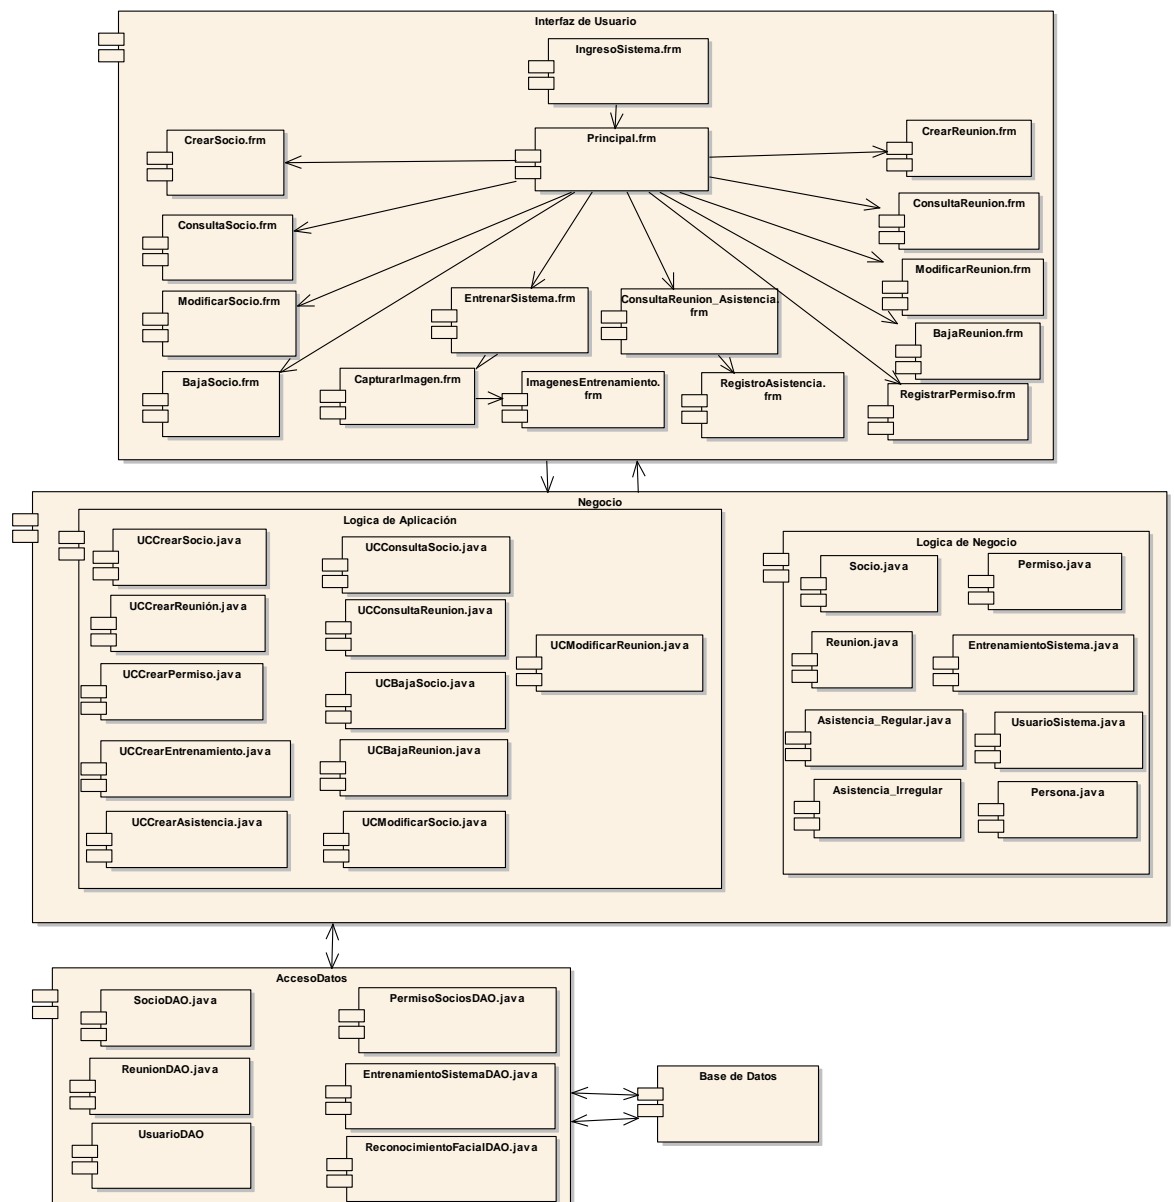 Interfaz de Usuario
IngresoSistema.frm
CrearSocio.frm
Principal.frm
CrearReunion.frm
ConsultaSocio.frm
ConsultaReunion.frm
ModificarSocio.frm
EntrenarSistema.frm
ConsultaReunion_Asistencia.
frm
ModificarReunion.frm
BajaReunion.frm
BajaSocio.frm
CapturarImagen.frm
ImagenesEntrenamiento.
frm
RegistroAsistencia.
frm
RegistrarPermiso.frm
Negocio
Logica de Aplicación
UCCrearSocio.java
UCConsultaSocio.java
UCCrearReunión.java
UCConsultaReunion.java
UCModificarReunion.java
UCCrearPermiso.java
UCBajaSocio.java
UCCrearEntrenamiento.java
UCBajaReunion.java
UCCrearAsistencia.java
UCModificarSocio.java
Logica de Negocio
Socio.java
Permiso.java
Reunion.java
EntrenamientoSistema.java
Asistencia_Regular.java
UsuarioSistema.java
Asistencia_Irregular
Persona.java
AccesoDatos
SocioDAO.java
PermisoSociosDAO.java
ReunionDAO.java
EntrenamientoSistemaDAO.java
UsuarioDAO
ReconocimientoFacialDAO.java
Base de Datos